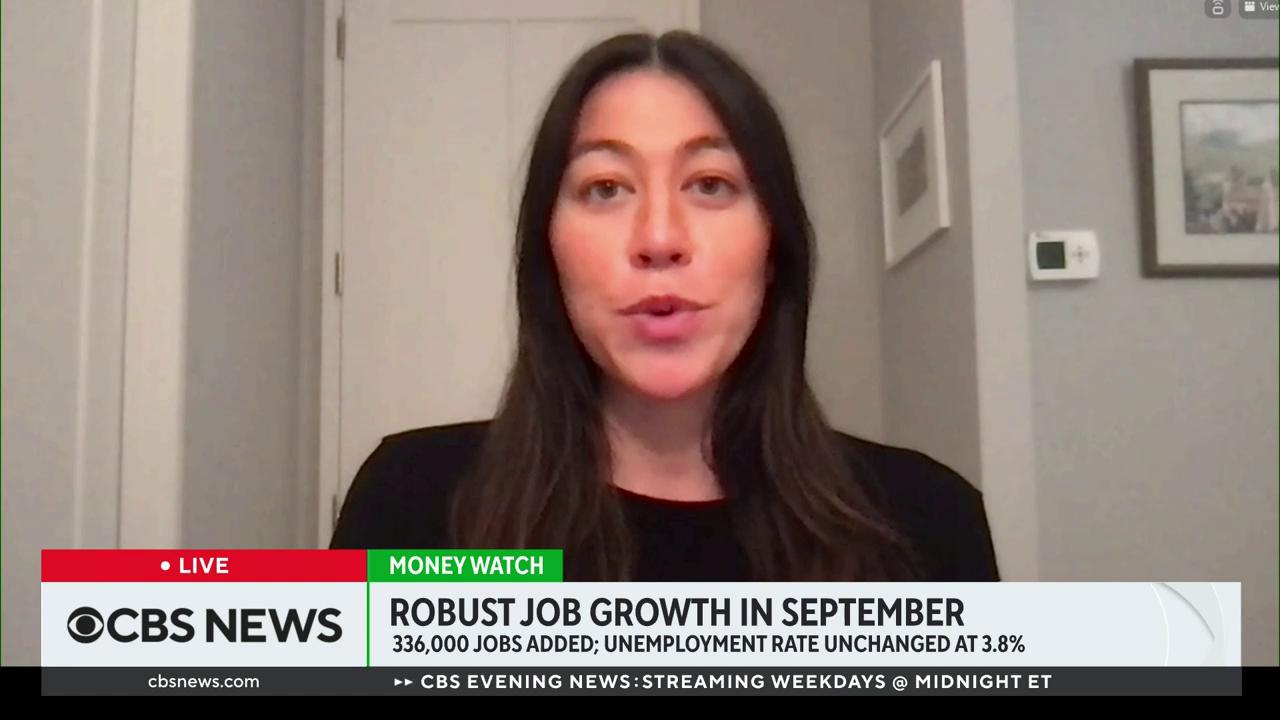 View
• LIVE
MONEY WATCH
CBS NEWS
ROBUST JOB GROWTH IN SEPTEMBER
336,000 JOBS ADDED; UNEMPLOYMENT RATE UNCHANGED AT 3.8%
cbsnews.com
▸▸ CBS EVENING NEWS: STREAMING WEEKDAYS @ MIDNIGHT ET